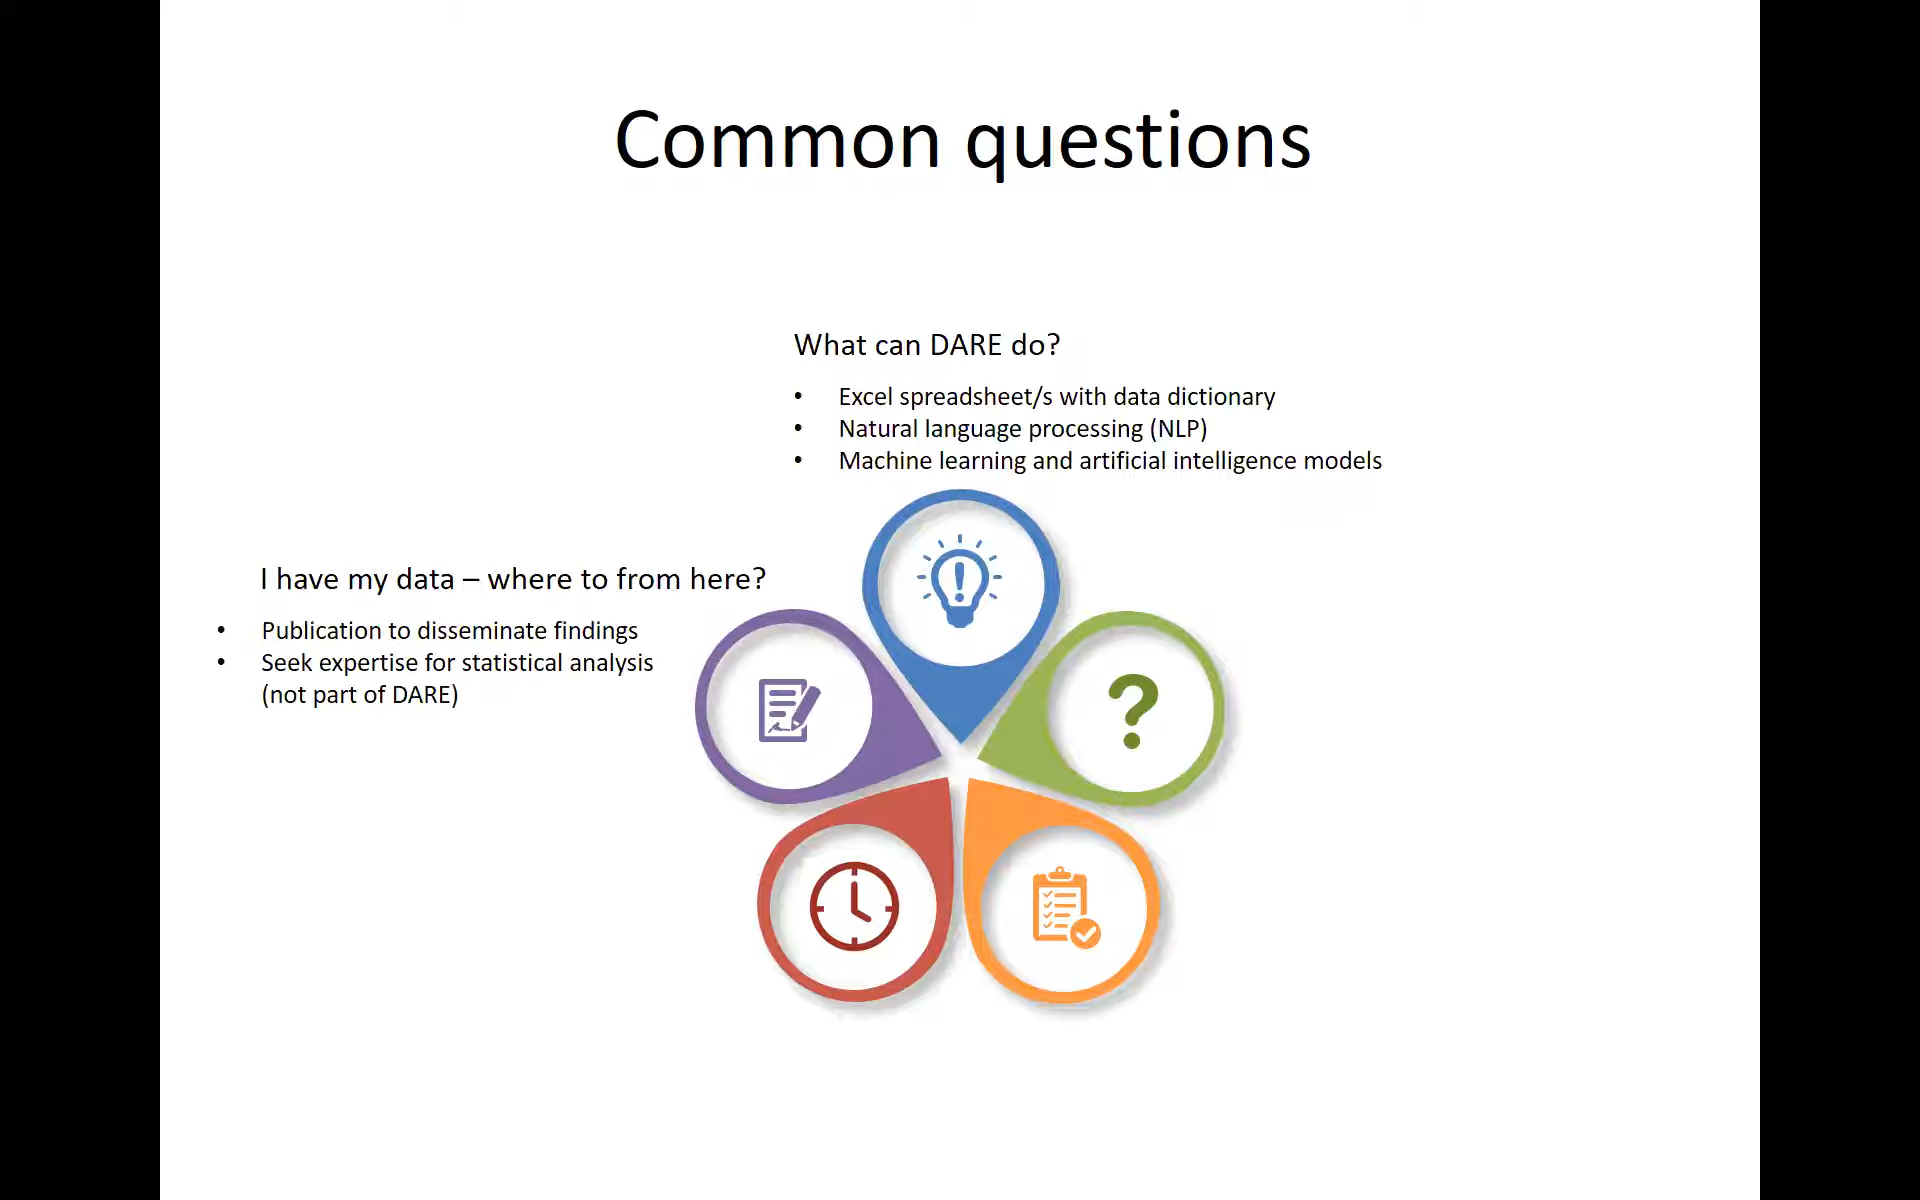 Common questions
What can DARE do?
• Excel spreadsheet/s with data dictionary
• Natural language processing (NLP)
• Machine learning and artificial intelligence models
I have my data – where to from here?
• Publication to disseminate findings
• Seek expertise for statistical analysis
(not part of DARE)